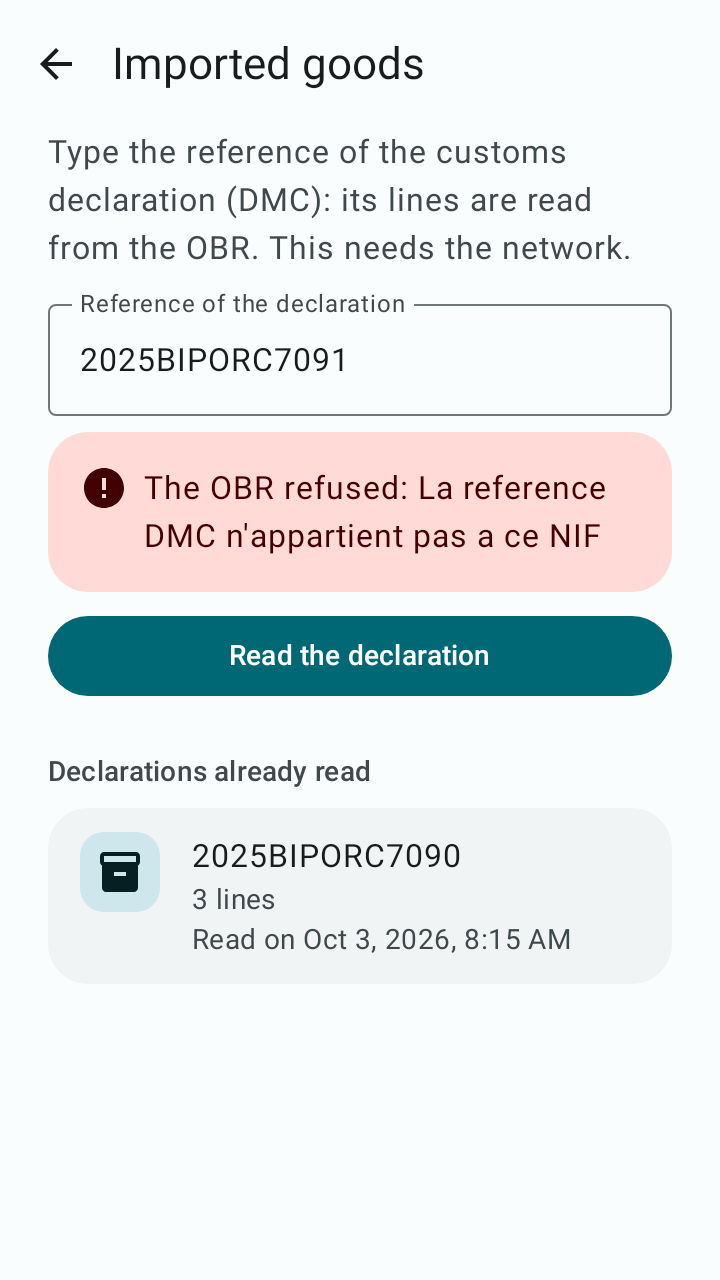 Imported goods
Type the reference of the customs
declaration (DMC): its lines are read
from the OBR. This needs the network.
Reference of the declaration
2025BIPORC7091
The OBR refused: La reference
DMC n'appartient pas a ce NIF
Read the declaration
Declarations already read
2025BIPORC7090
3 lines
Read on Oct 3, 2026, 8:15 AM